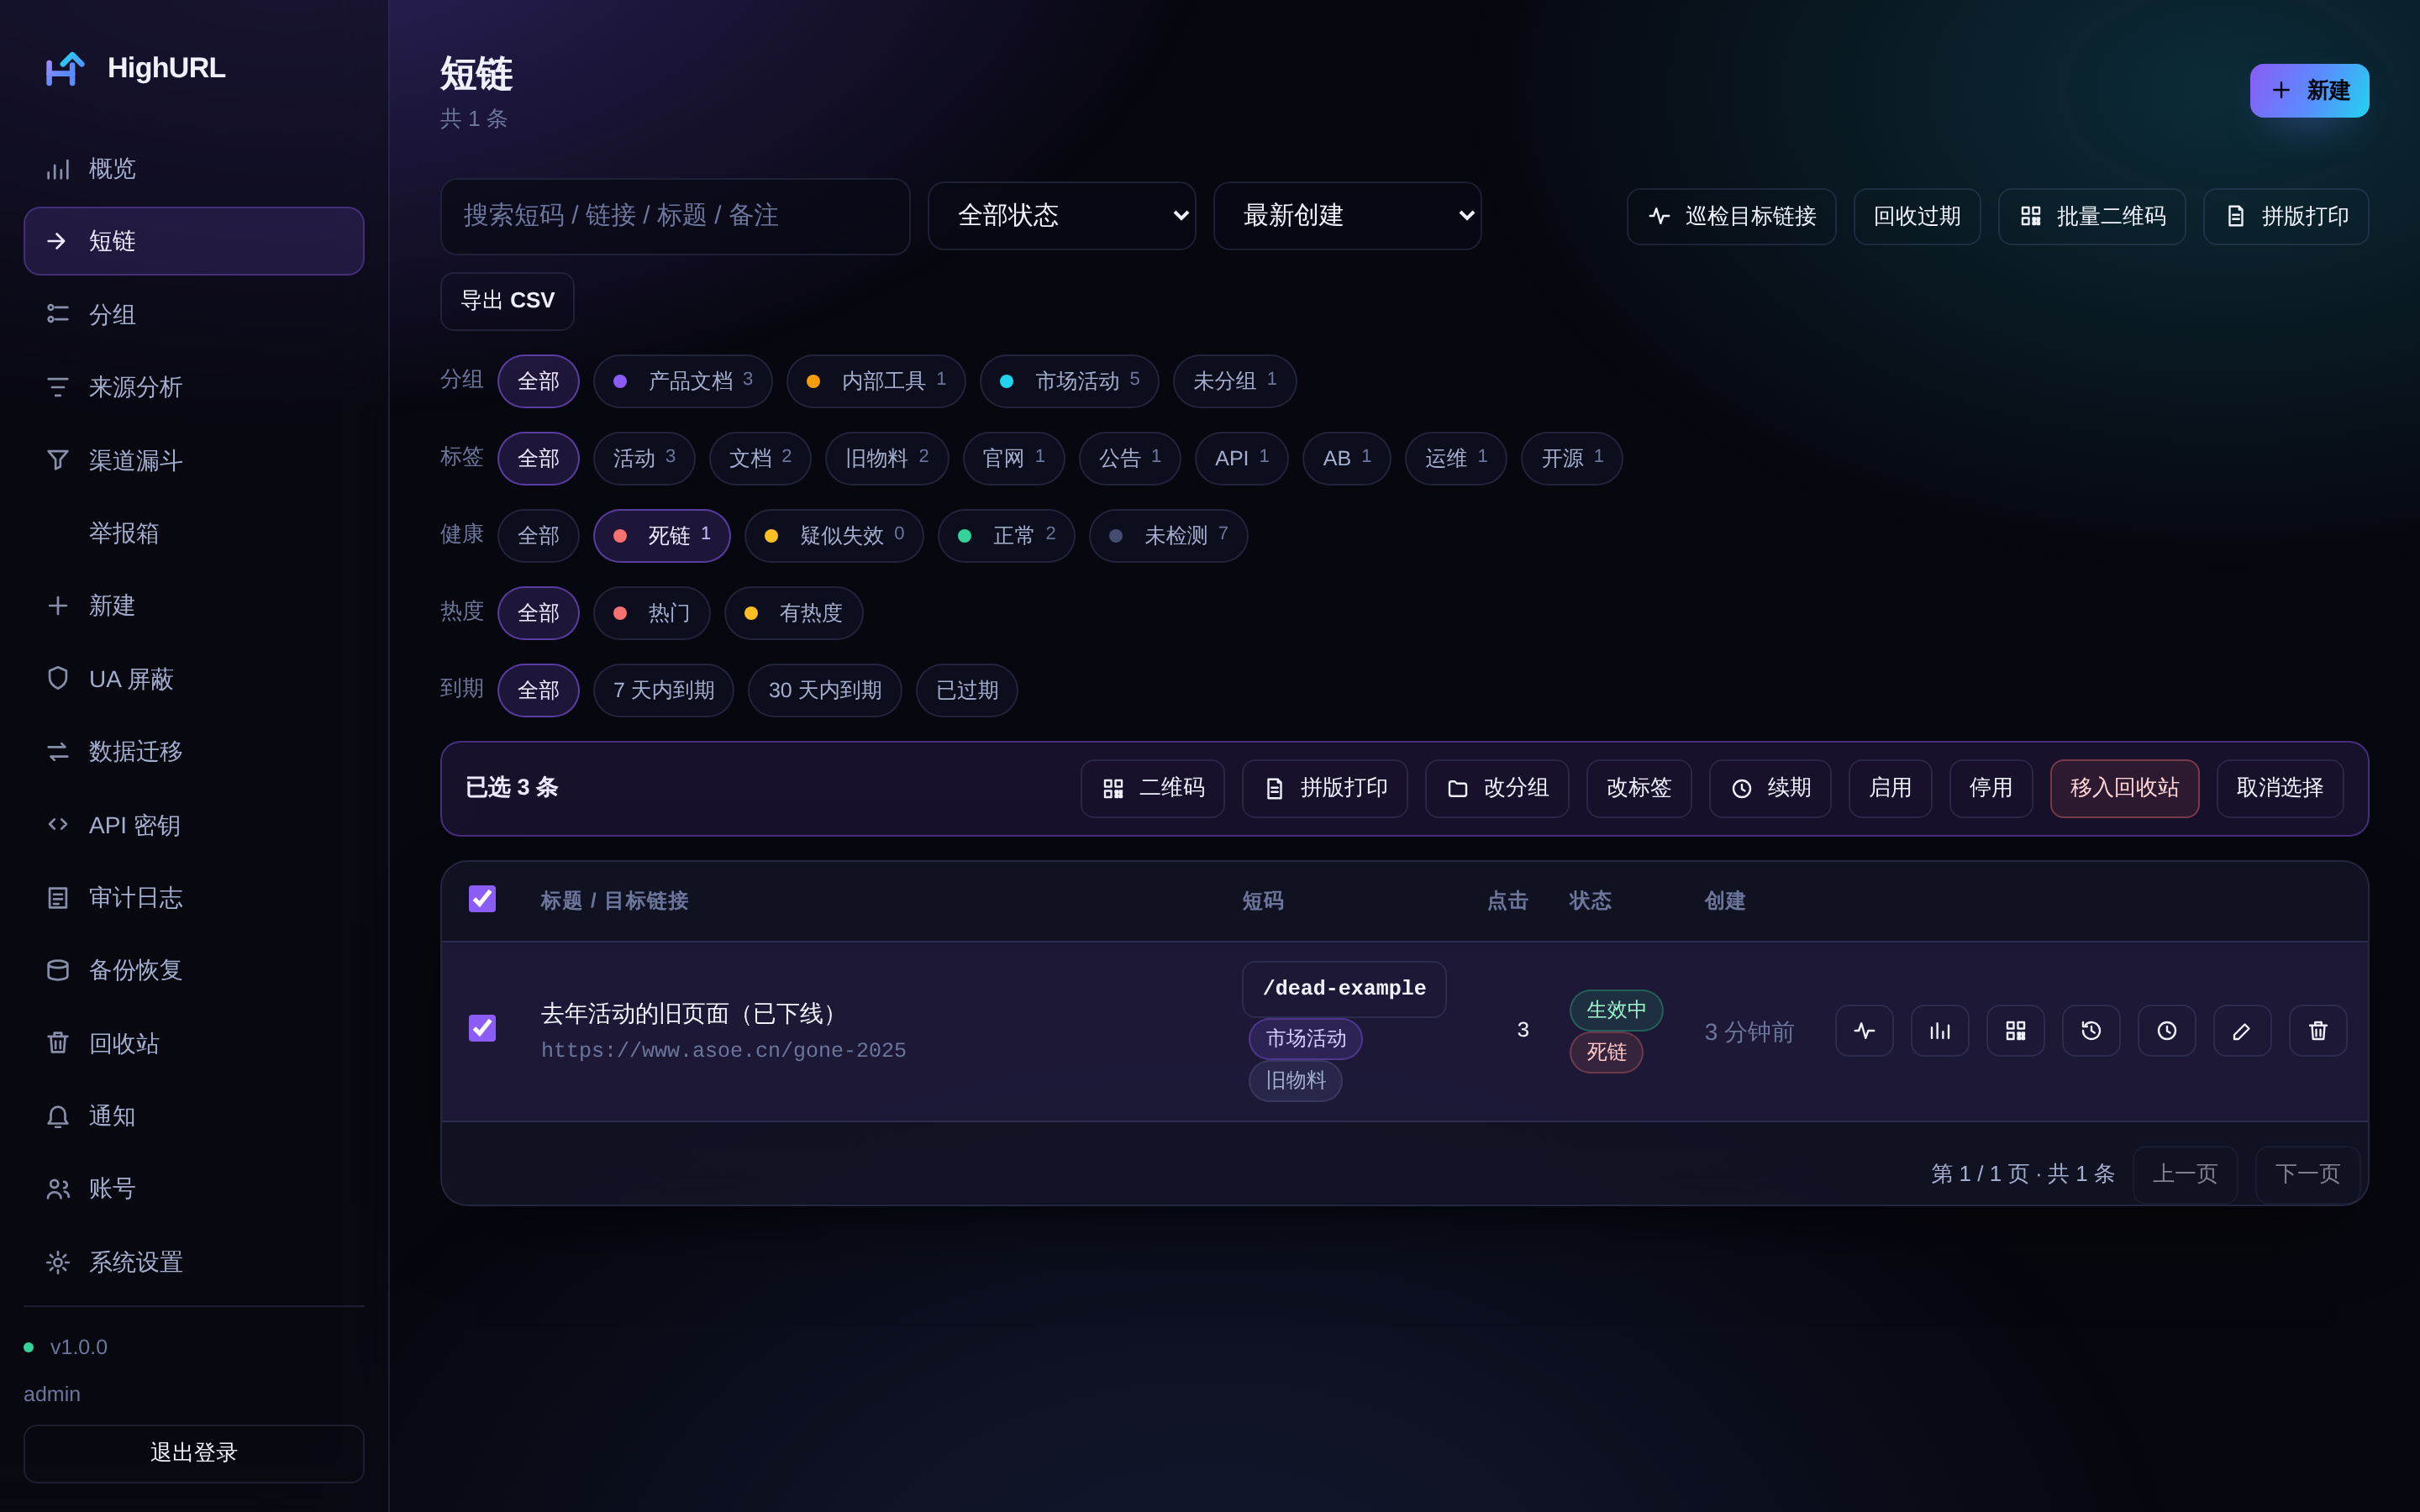 HighURL
概览
短链
分组
来源分析
渠道漏斗
举报箱
新建
UA 屏蔽
数据迁移
API 密钥
审计日志
备份恢复
回收站
通知
账号
系统设置
v1.0.0
admin
退出登录
短链
共 1 条
新建
搜索短码 / 链接 / 标题 / 备注 全部状态 最新创建 巡检目标链接 回收过期 批量二维码 拼版打印
导出 CSV
分组 全部 产品文档 3 内部工具 1 市场活动 5 未分组 1
标签 全部 活动 3 文档 2 旧物料 2 官网 1 公告 1 API 1 AB 1 运维 1 开源 1
健康 全部 死链 1 疑似失效 0 正常 2 未检测 7
热度 全部 热门 有热度
到期 全部 7 天内到期 30 天内到期 已过期
已选 3 条 二维码 拼版打印 改分组 改标签 续期 启用 停用 移入回收站 取消选择
标题 / 目标链接 短码 点击 状态 创建
去年活动的旧页面（已下线）
https://www.asoe.cn/gone-2025
/dead-example
市场活动
旧物料
3
生效中
死链
3 分钟前
第 1 / 1 页 · 共 1 条 上一页 下一页